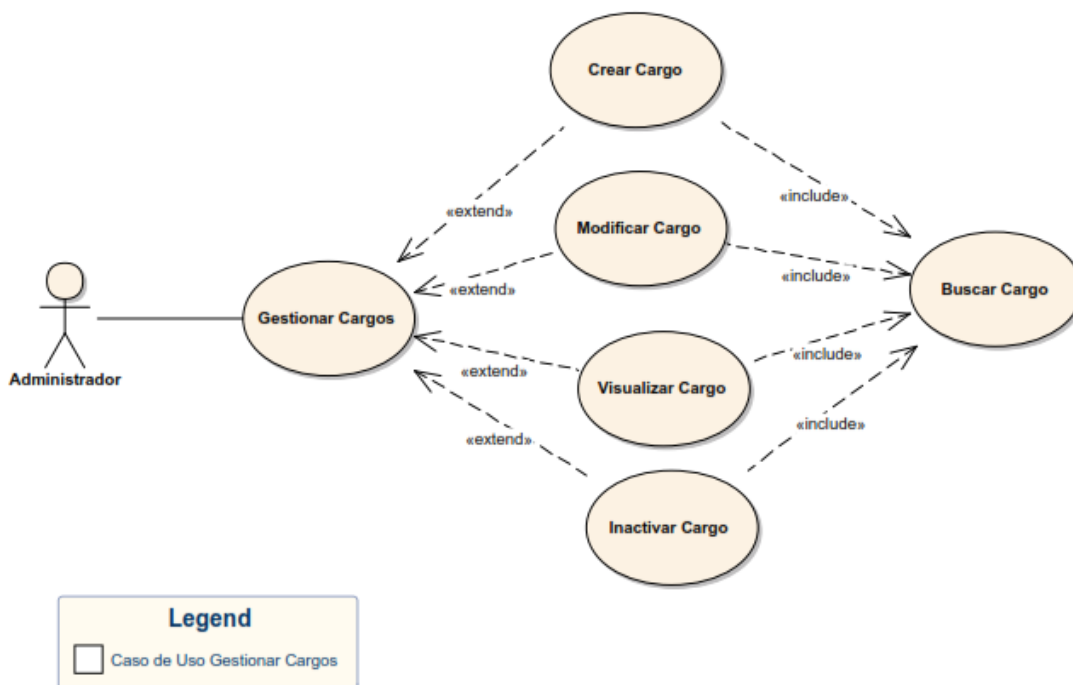 Crear Cargo
«extend»
«include»
Modificar Cargo
«extend»
«include»
Administrador
Gestionar Cargos
Buscar Cargo
Visualizar Cargo
«extend»
«include»
Inactivar Cargo
«extend»
«include»
Legend
Caso de Uso Gestionar Cargos